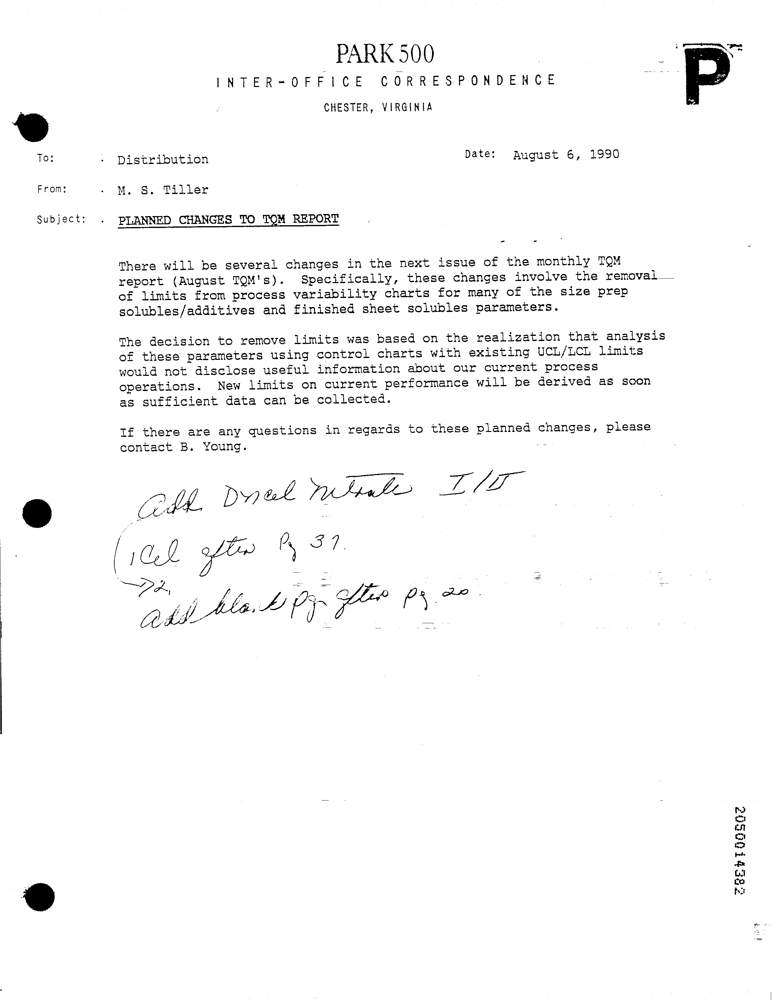 PARK 500
INTER-OFFICE CORRESPONDENCE
CHESTER, VIRGINIA
P
To: . Distribution
Date: August 6, 1990
From: . M. S. Tiller
Subject: . PLANNED CHANGES TO TQM REPORT
There will be several changes in the next issue of the monthly TQM
report (August TQM's). Specifically, these changes involve the removal
of limits from process variability charts for many of the size prep
solubles/additives and finished sheet solubles parameters.
The decision to remove limits was based on the realization that analysis
of these parameters using control charts with existing UCL/LCL limits
would not disclose useful information about our current process
operations. New limits on current performance will be derived as soon
as sufficient data can be collected.
If there are any questions in regards to these planned changes, please
contact B. Young.
add Nitrate I/II
after Pg 37.
2,
add blank pg after pg. 20
2050014382